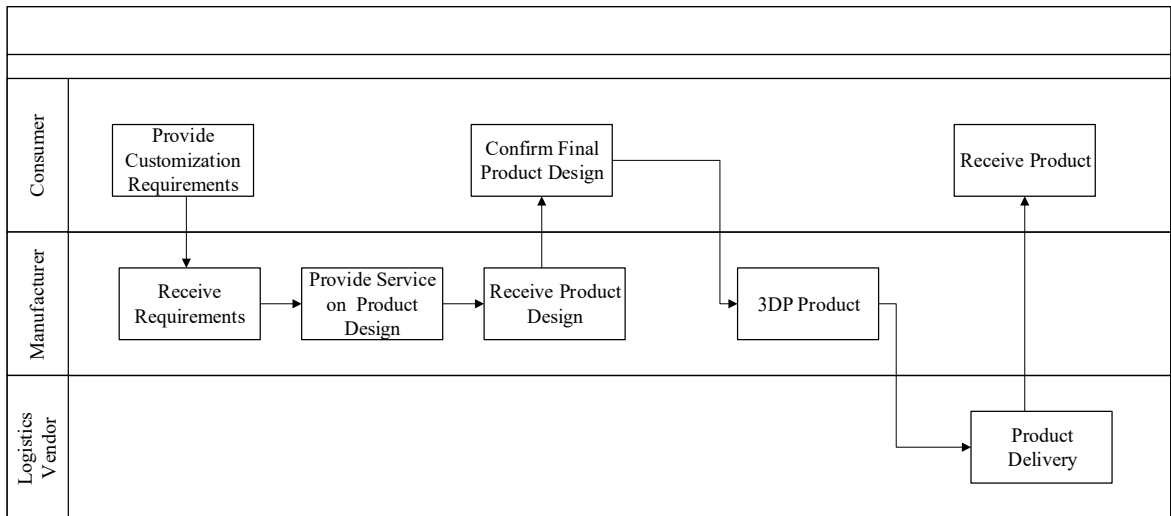 Consumer
Provide
Customization
Requirements
Confirm Final
Product Design
Receive Product
Manufacturer
Receive
Requirements
Provide Service
on Product
Design
Receive Product
Design
3DP Product
Logistics
Vendor
Product
Delivery